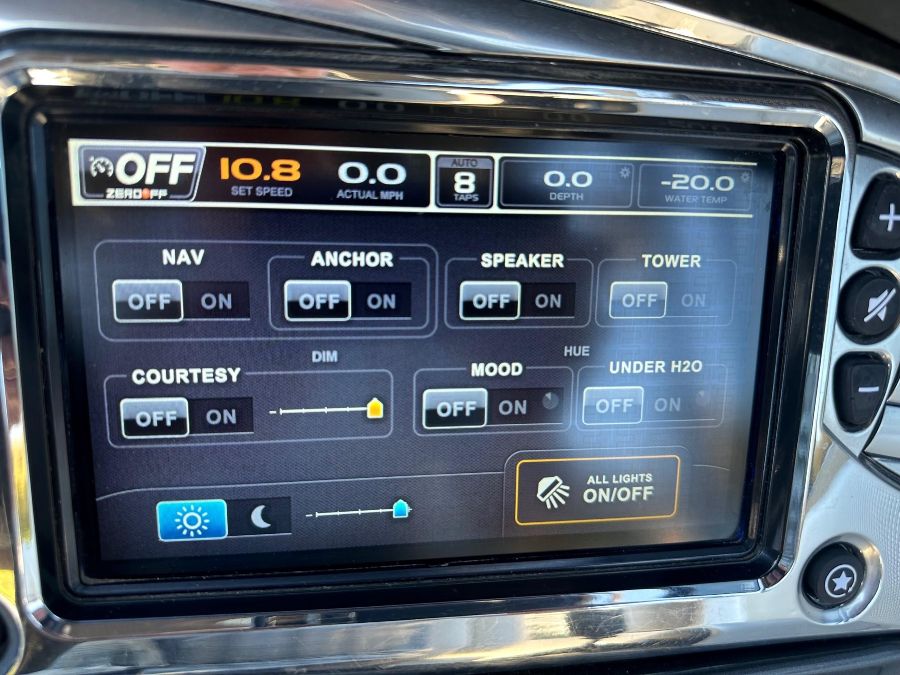 OFF 10.8 0.0 AUTO 8 TAPS 0.0 -20.0
ZEROOFF SET SPEED ACTUAL MPH DEPTH WATER TEMP
NAV ANCHOR SPEAKER TOWER
OFF ON OFF ON OFF ON OFF ON
DIM HUE
COURTESY MOOD UNDER H2O
OFF ON OFF ON OFF ON
ALL LIGHTS
ON/OFF